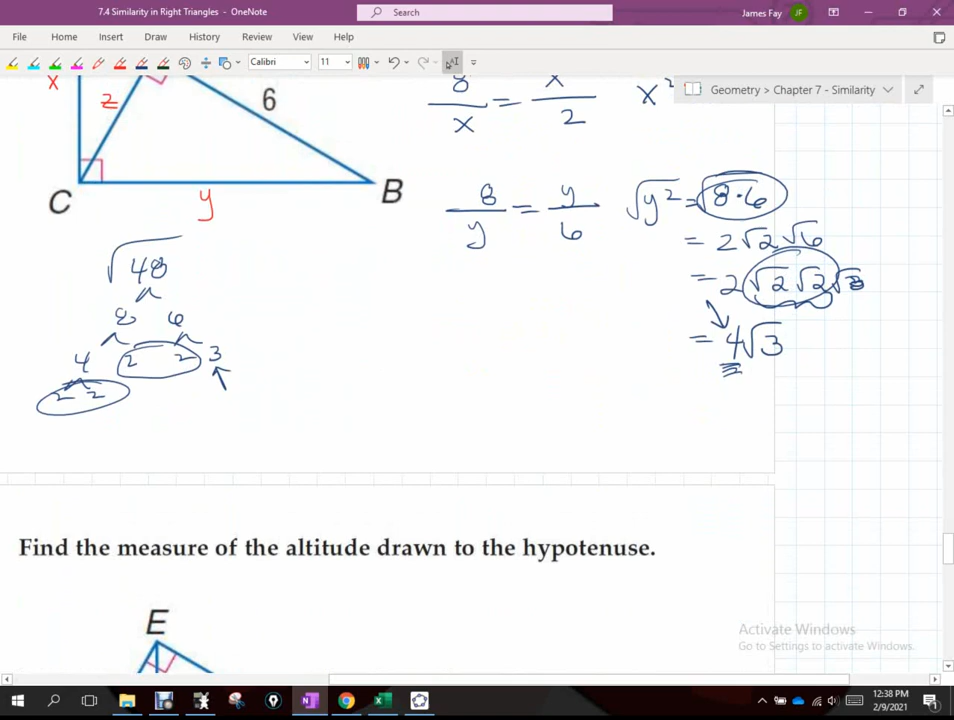 7.4 Similarity in Right Triangles - OneNote
Search
James Fay
JF
File Home Insert Draw History Review View Help
Calibri 11
Geometry > Chapter 7 - Similarity
x
z
6
C
B
y
8/x = x/2
x²
8/y = y/6
√y² = √8·6
= 2√2√6
= 2√2√2√3
= 4√3
√48
8 6
4 2 2 3
2 2
Find the measure of the altitude drawn to the hypotenuse.
E
Activate Windows
Go to Settings to activate Windows.
12:38 PM
2/9/2021